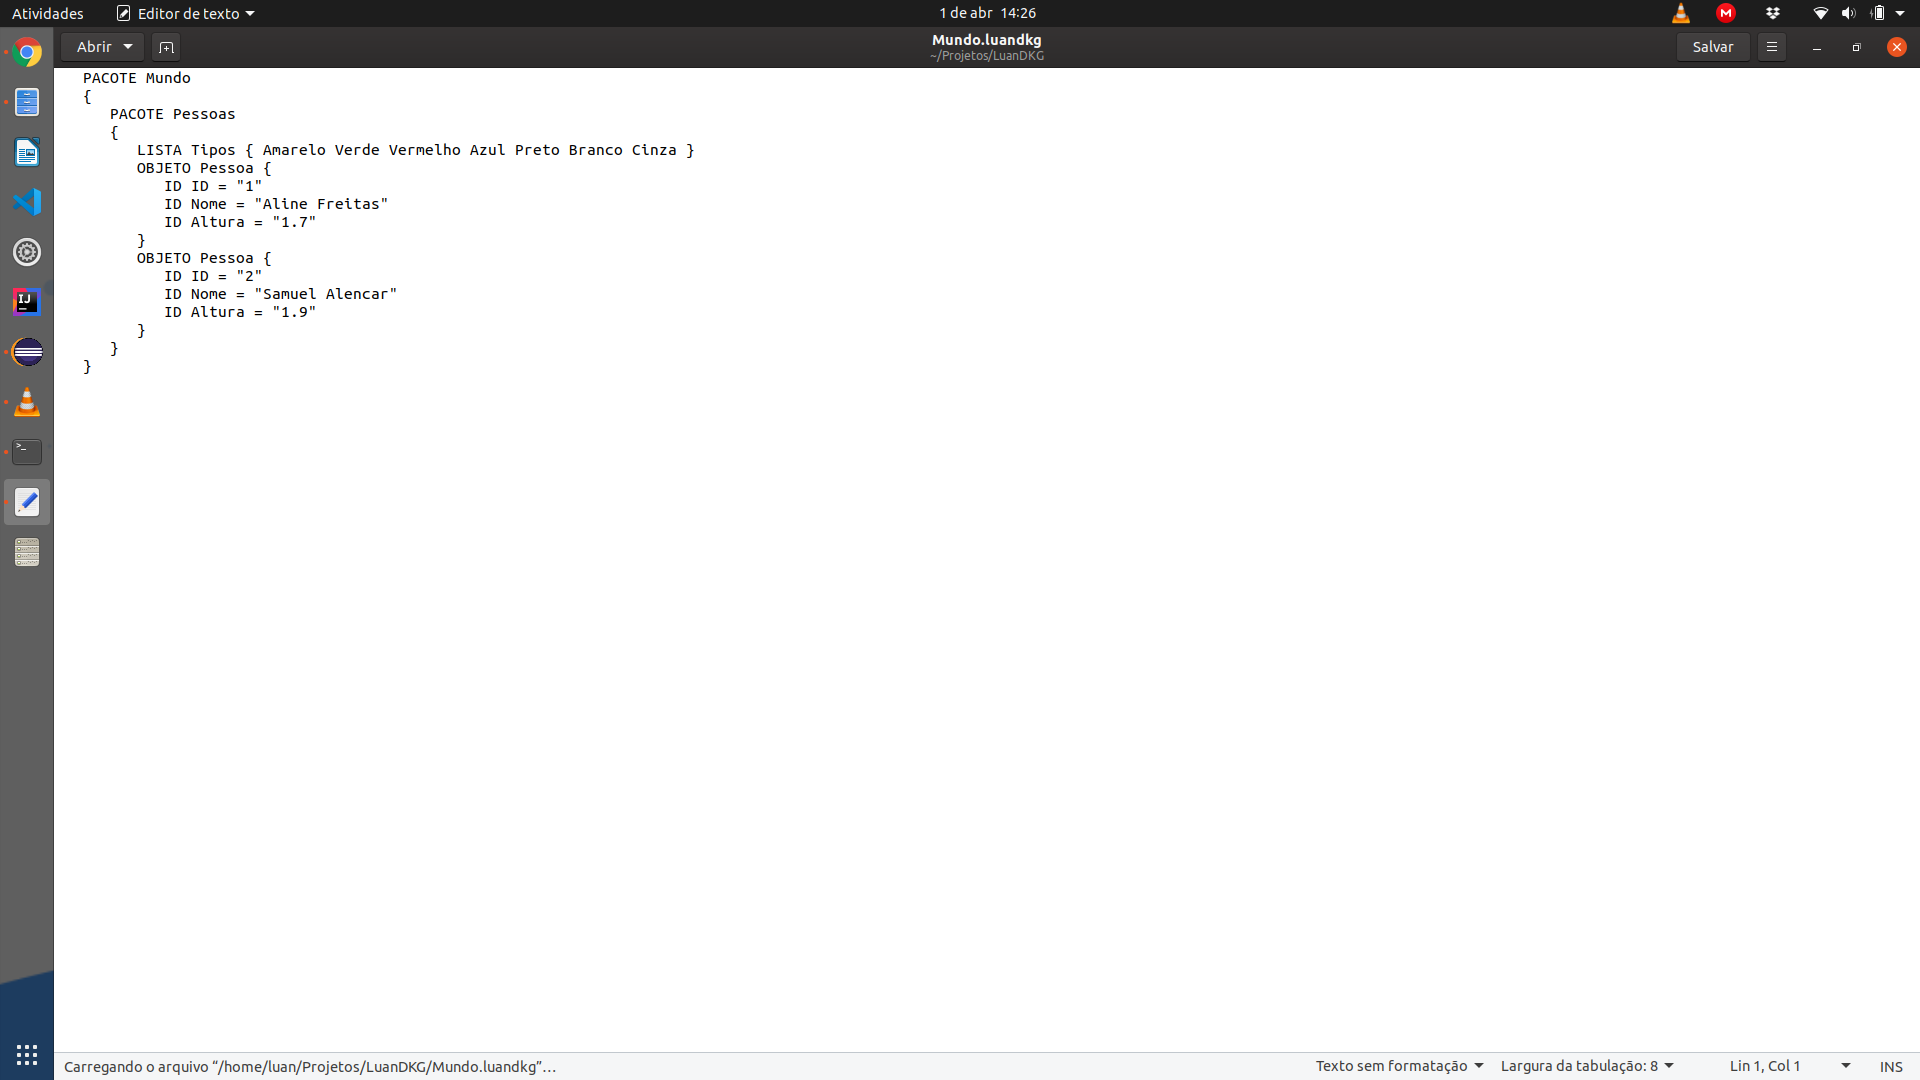 Atividades Editor de texto 1 de abr 14:26
Abrir Mundo.luandkg Salvar
~/Projetos/LuanDKG
PACOTE Mundo
{
PACOTE Pessoas
{
LISTA Tipos { Amarelo Verde Vermelho Azul Preto Branco Cinza }
OBJETO Pessoa {
ID ID = "1"
ID Nome = "Aline Freitas"
ID Altura = "1.7"
}
OBJETO Pessoa {
ID ID = "2"
ID Nome = "Samuel Alencar"
ID Altura = "1.9"
}
}
}
Carregando o arquivo “/home/luan/Projetos/LuanDKG/Mundo.luandkg”… Texto sem formatação Largura da tabulação: 8 Lin 1, Col 1 INS